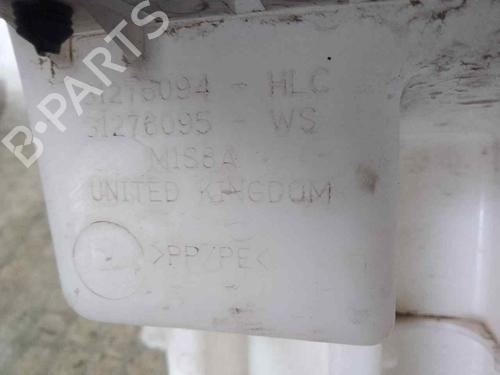 31276094 - HLC
31276095 - WS
M1S8A
UNITED KINGDOM
>PP/PE<
B-PARTS